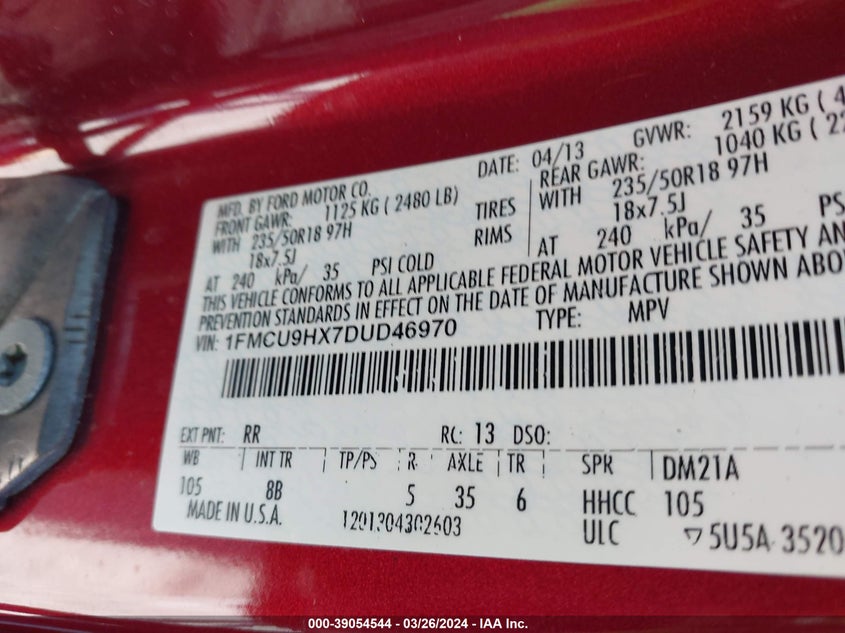 MFD. BY FORD MOTOR CO. DATE: 04/13 GVWR: 2159 KG ( 4
FRONT GAWR: 1125 KG ( 2480 LB) REAR GAWR: 1040 KG ( 22
WITH 235/50R18 97H TIRES WITH 235/50R18 97H
18x7.5J RIMS 18x7.5J
AT 240 kPa/ 35 PSI COLD AT 240 kPa/ 35 PS
THIS VEHICLE CONFORMS TO ALL APPLICABLE FEDERAL MOTOR VEHICLE SAFETY AN
PREVENTION STANDARDS IN EFFECT ON THE DATE OF MANUFACTURE SHOWN ABOV
VIN: 1FMCU9HX7DUD46970 TYPE: MPV
EXT PNT: RR RC: 13 DSO:
WB INT TR TP/PS R AXLE TR SPR DM21A
105 8B 5 35 6 HHCC 105
MADE IN U.S.A. 1201304302603 ULC 5U5A 3520
000-39054544 — 03/26/2024 — IAA Inc.